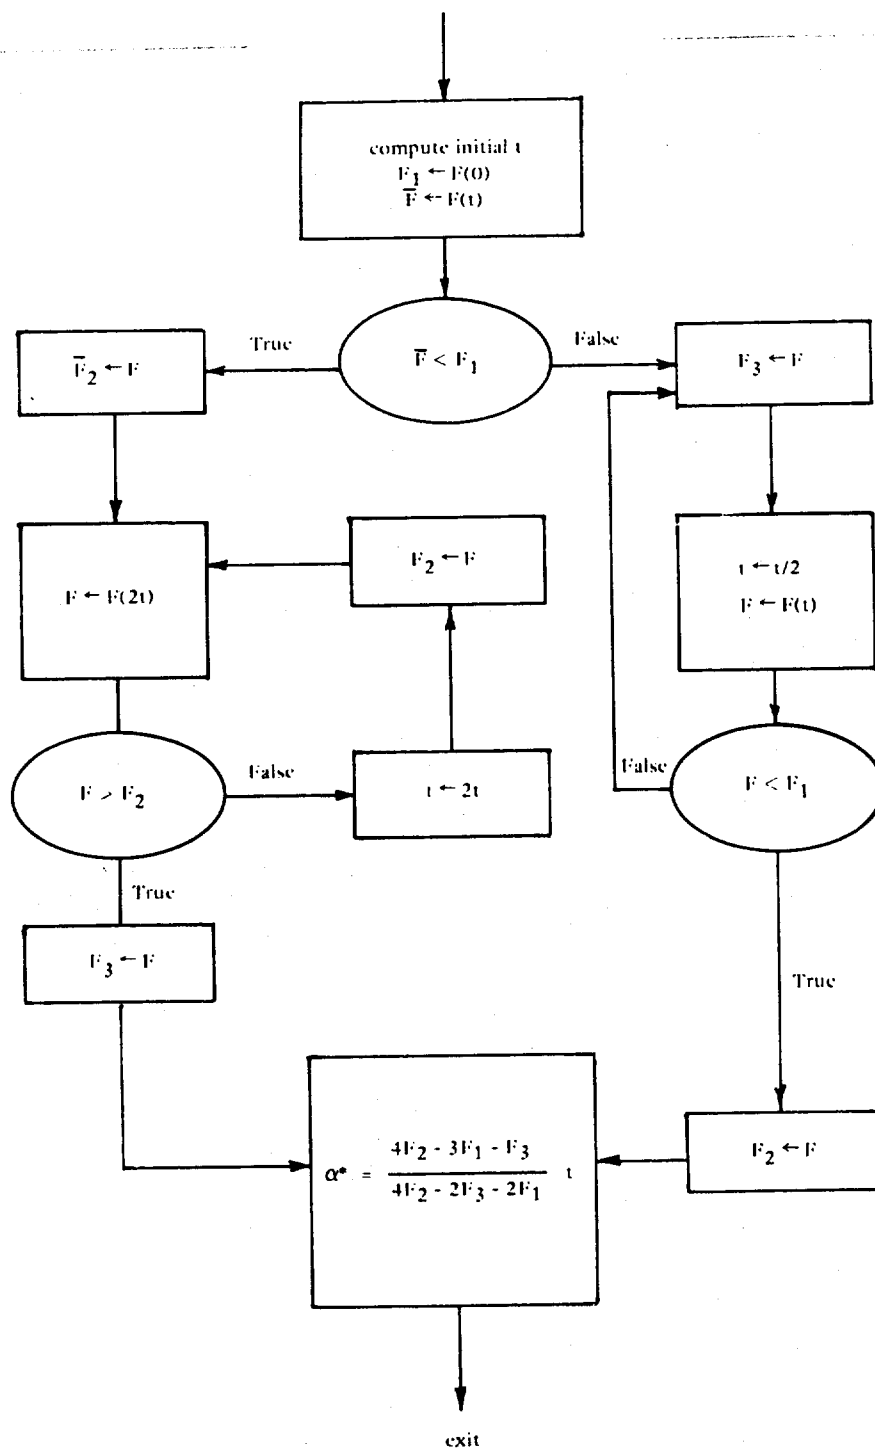 compute initial t
F₁ ← F(0)
F̅ ← F(t)
True
F̅ < F₁
False
F̅₂ ← F
F₃ ← F
F ← F(2t)
F₂ ← F
t ← t/2
F ← F(t)
F > F₂
False
t ← 2t
False
F < F₁
True
F₃ ← F
True
α* = (4F₂ - 3F₁ - F₃) / (4F₂ - 2F₃ - 2F₁) t
F₂ ← F
exit